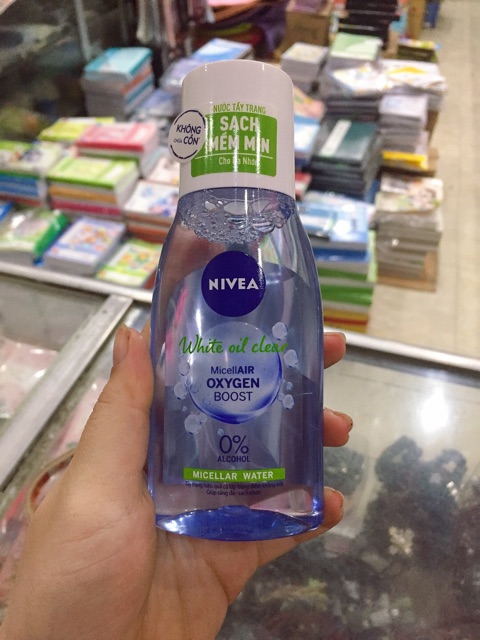 NƯỚC TẨY TRANG
SẠCH
MỀM MỊN
Cho Da Nhờn
KHÔNG
CHỨA
CỒN
NIVEA
White oil clear
MicellAIR
OXYGEN
BOOST
0%
ALCOHOL
MICELLAR WATER